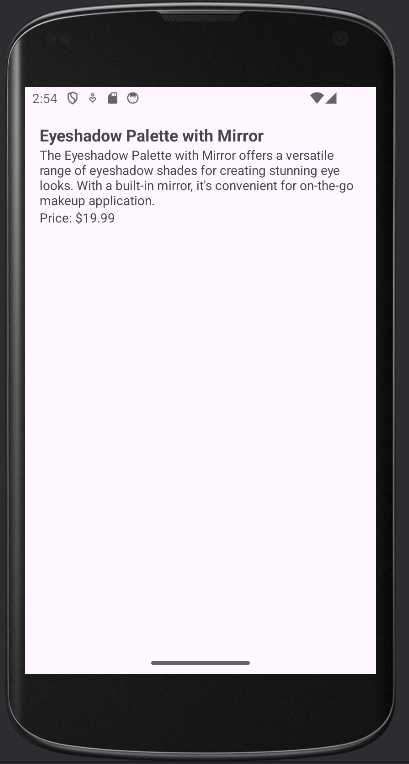 2:54
Eyeshadow Palette with Mirror
The Eyeshadow Palette with Mirror offers a versatile
range of eyeshadow shades for creating stunning eye
looks. With a built-in mirror, it's convenient for on-the-go
makeup application.
Price: $19.99